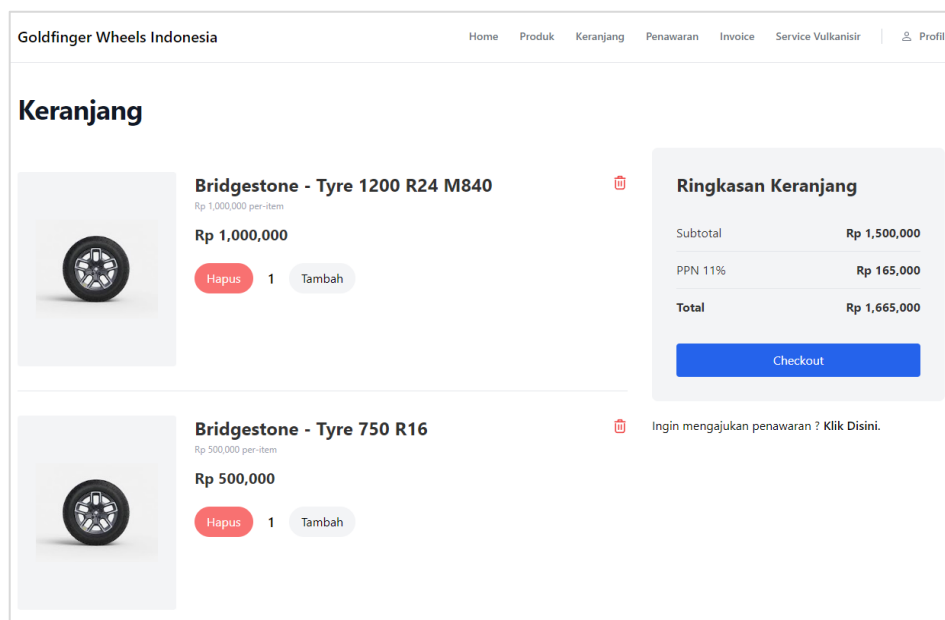 Goldfinger Wheels Indonesia
Home Produk Keranjang Penawaran Invoice Service Vulkanisir Profil
Keranjang
Bridgestone - Tyre 1200 R24 M840
Rp 1,000,000 per-item
Rp 1,000,000
Hapus 1 Tambah
Bridgestone - Tyre 750 R16
Rp 500,000 per-item
Rp 500,000
Hapus 1 Tambah
Ringkasan Keranjang
Subtotal Rp 1,500,000
PPN 11% Rp 165,000
Total Rp 1,665,000
Checkout
Ingin mengajukan penawaran ? Klik Disini.